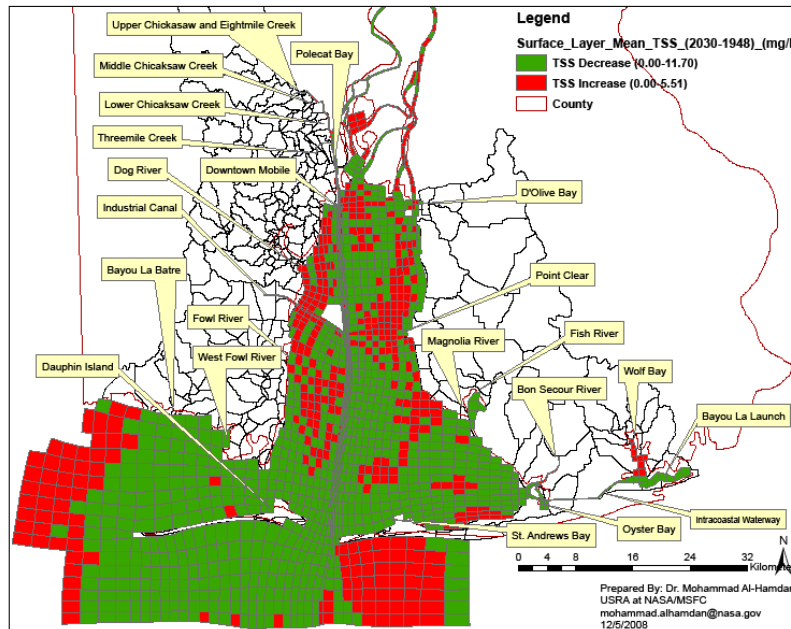 Legend
Surface_Layer_Mean_TSS_(2030-1948)_(mg/l
TSS Decrease (0.00-11.70)
TSS Increase (0.00-5.51)
County
Upper Chickasaw and Eightmile Creek
Polecat Bay
Middle Chicaksaw Creek
Lower Chicaksaw Creek
Threemile Creek
Dog River
Downtown Mobile
D'Olive Bay
Industrial Canal
Bayou La Batre
Point Clear
Fowl River
Magnolia River
Fish River
West Fowl River
Wolf Bay
Dauphin Island
Bon Secour River
Bayou La Launch
Intracoastal Waterway
Oyster Bay
St. Andrews Bay
N
0 4 8 16 24 32
Kilomete
Prepared By: Dr. Mohammad Al-Hamdan
USRA at NASA/MSFC
mohammad.alhamdan@nasa.gov
12/5/2008